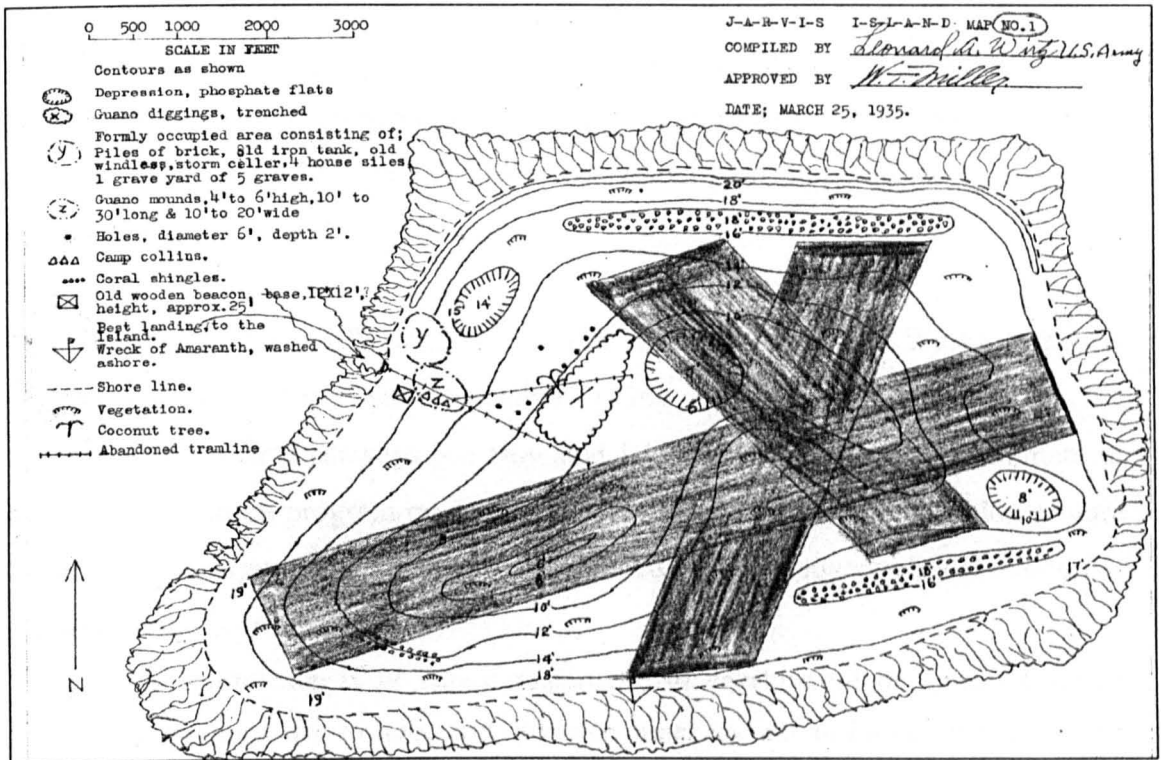 0 500 1000 2000 3000
SCALE IN FEET
J-A-R-V-I-S I-S-L-A-N-D MAP NO.1
COMPILED BY Leonard A. Wirtz U.S. Army
APPROVED BY W.T. Miller
DATE; MARCH 25, 1935.
Contours as shown
Depression, phosphate flats
x Guano diggings, trenched
y Formly occupied area consisting of;
Piles of brick, 8ld iron tank, old
windless, storm celler, 4 house siles,
1 grave yard of 5 graves.
z Guano mounds, 4' to 6'high, 10' to
30'long & 10'to 20'wide
Holes, diameter 6', depth 2'.
Camp collins.
Coral shingles.
Old wooden beacon, base,
height, approx.25'
Best landing, to the
Island.
Wreck of Amaranth, washed
ashore.
Shore line.
Vegetation.
Coconut tree.
Abandoned tramline
20'
18'
18'
16'
12'
15'
14'
y
z
x
6'
8'
10'
8'
10'
12'
14'
18'
16'
17'
19'
19'
N